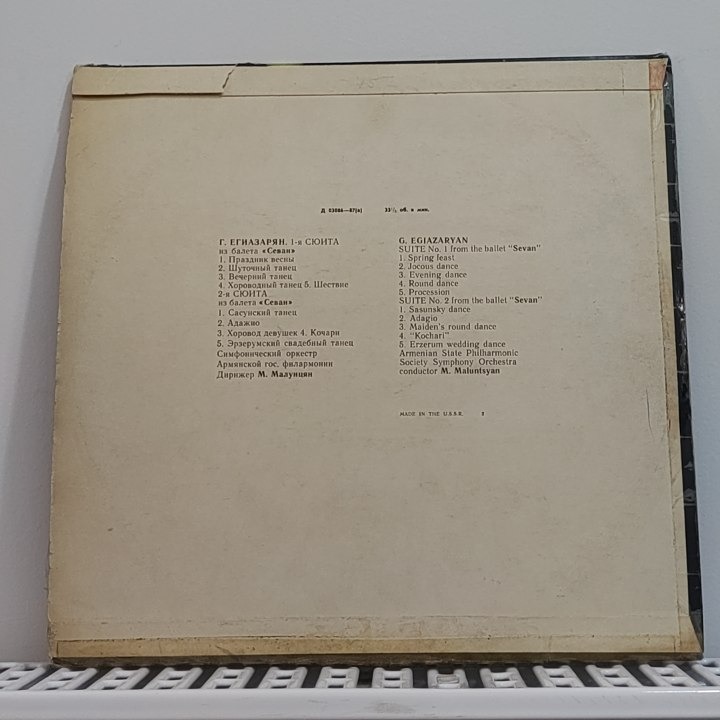 Д 03086—87(а) 33⅓ об. в мин.
Г. ЕГИАЗАРЯН. 1-я СЮИТА
из балета «Севан»
1. Праздник весны
2. Шуточный танец
3. Вечерний танец
4. Хороводный танец 5. Шествие
2-я СЮИТА
из балета «Севан»
1. Сасунский танец
2. Адажио
3. Хоровод девушек 4. Кочари
5. Эрзерумский свадебный танец
Симфонический оркестр
Армянской гос. филармонии
Дирижер М. Малунцян
G. EGIAZARYAN
SUITE No. 1 from the ballet "Sevan"
1. Spring feast
2. Jocous dance
3. Evening dance
4. Round dance
5. Procession
SUITE No. 2 from the ballet "Sevan"
1. Sasunsky dance
2. Adagio
3. Maiden's round dance
4. "Kochari"
5. Erzerum wedding dance
Armenian State Philharmonic
Society Symphony Orchestra
conductor M. Maluntsyan
MADE IN THE U.S.S.R.